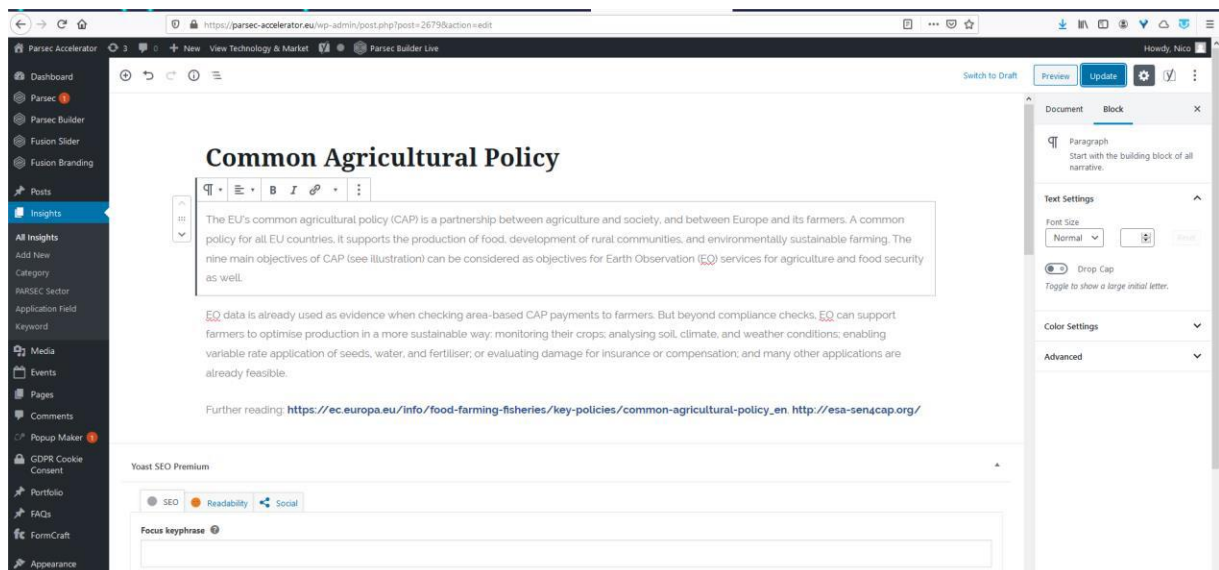 https://parsec-accelerator.eu/wp-admin/post.php?post=2679&action=edit
Parsec Accelerator 3 0 + New View Technology & Market Parsec Builder Live Howdy, Nico
Dashboard
Parsec 1
Parsec Builder
Fusion Slider
Fusion Branding
Posts
Insights
All Insights
Add New
Category
PARSEC Sector
Application Field
Keyword
Media
Events
Pages
Comments
Popup Maker 1
GDPR Cookie
Consent
Portfolio
FAQs
FormCraft
Appearance
Switch to Draft Preview Update
Common Agricultural Policy
B I
The EU's common agricultural policy (CAP) is a partnership between agriculture and society, and between Europe and its farmers. A common
policy for all EU countries, it supports the production of food, development of rural communities, and environmentally sustainable farming. The
nine main objectives of CAP (see illustration) can be considered as objectives for Earth Observation (EO) services for agriculture and food security
as well.
EO data is already used as evidence when checking area-based CAP payments to farmers. But beyond compliance checks, EO can support
farmers to optimise production in a more sustainable way: monitoring their crops; analysing soil, climate, and weather conditions; enabling
variable rate application of seeds, water, and fertiliser; or evaluating damage for insurance or compensation; and many other applications are
already feasible.
Further reading: https://ec.europa.eu/info/food-farming-fisheries/key-policies/common-agricultural-policy_en, http://esa-sen4cap.org/
Yoast SEO Premium
SEO Readability Social
Focus keyphrase
Document Block
Paragraph
Start with the building block of all
narrative.
Text Settings
Font Size
Normal Reset
Drop Cap
Toggle to show a large initial letter.
Color Settings
Advanced